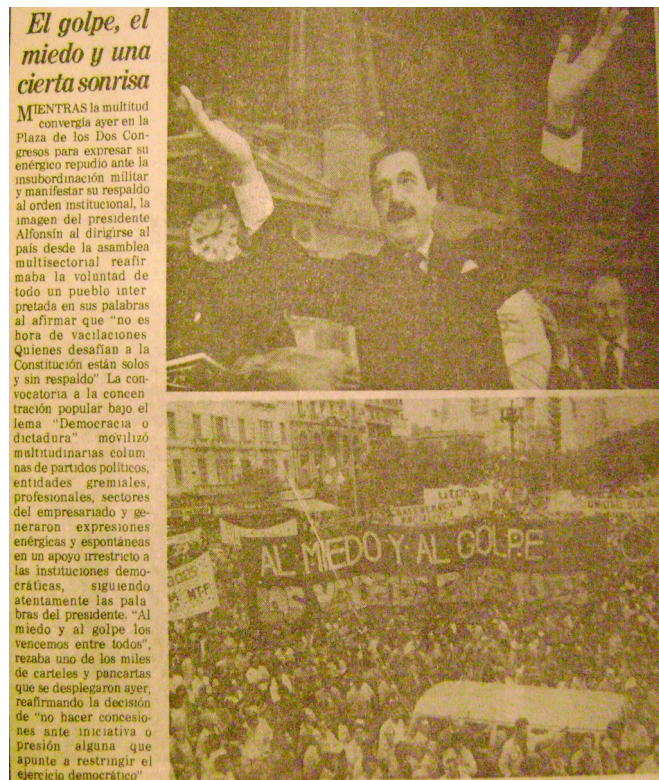 El golpe, el
miedo y una
cierta sonrisa
MIENTRAS la multitud
convergía ayer en la
Plaza de los Dos Con-
gresos para expresar su
enérgico repudio ante la
insubordinación militar
y manifestar su respaldo
al orden institucional, la
imagen del presidente
Alfonsín al dirigirse al
país desde la asamblea
multisectorial reafir
maba la voluntad de
todo un pueblo inter
pretada en sus palabras
al afirmar que "no es
hora de vacilaciones
Quienes desafían a la
Constitución están solos
y sin respaldo" La con-
vocatoria a la concen
tración popular bajo el
lema "Democracia o
dictadura" movilizó
multitudinarias colum
nas de partidos políticos,
entidades gremiales,
profesionales, sectores
del empresariado y ge-
neraron expresiones
enérgicas y espontáneas
en un apoyo irrestricto a
las instituciones demo-
cráticas, siguiendo
atentamente las pala
bras del presidente. "Al
miedo y al golpe los
vencemos entre todos",
rezaba uno de los miles
de carteles y pancartas
que se desplegaron ayer,
reafirmando la decisión
de "no hacer concesio-
nes ante iniciativa o
presión alguna que
apunte a restringir el
ejercicio democrático"
AL MIEDO Y AL GOLPE
LOS VENCEMOS ENTRE TODOS